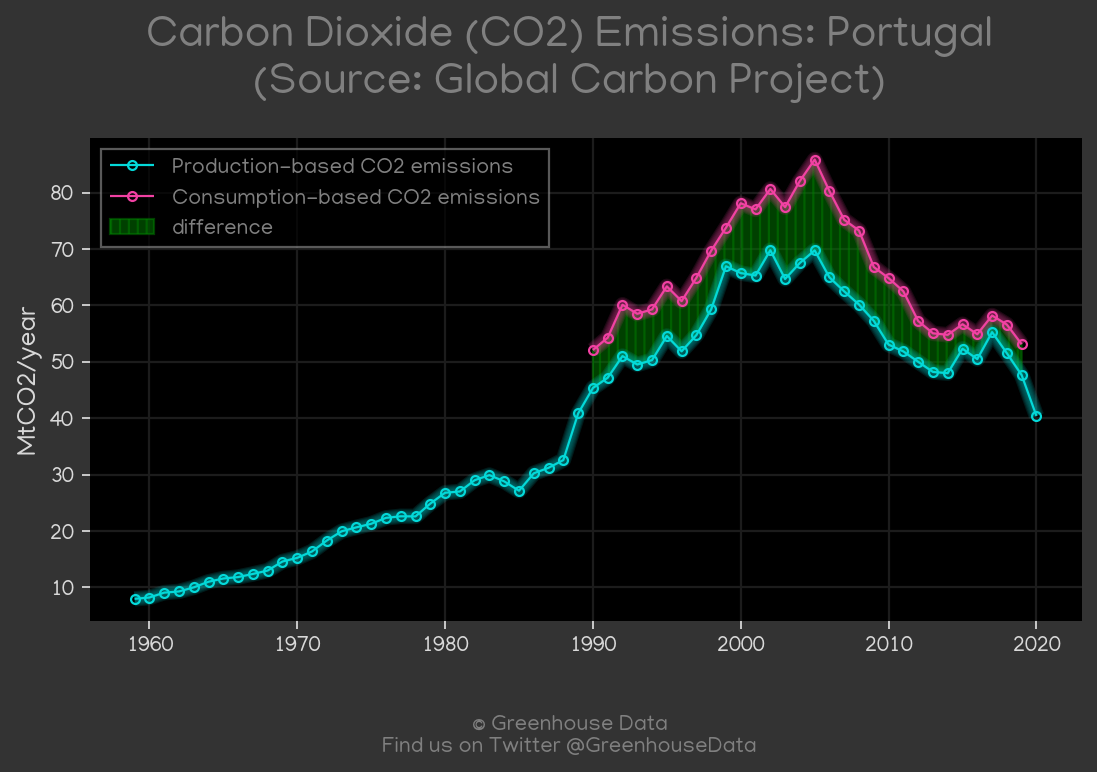 Carbon Dioxide (CO2) Emissions: Portugal
(Source: Global Carbon Project)
Production-based CO2 emissions
Consumption-based CO2 emissions
difference
MtCO2/year
80
70
60
50
40
30
20
10
1960 1970 1980 1990 2000 2010 2020
© Greenhouse Data
Find us on Twitter @GreenhouseData